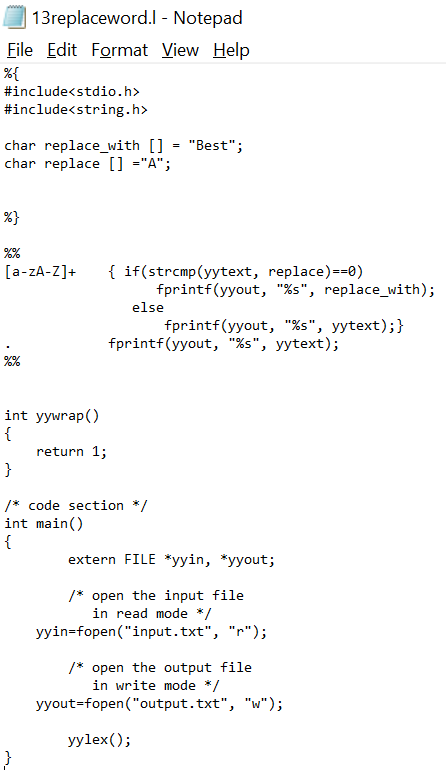 13replaceword.l - Notepad
File Edit Format View Help
%{
#include<stdio.h>
#include<string.h>

char replace_with [] = "Best";
char replace [] ="A";


%}

%%
[a-zA-Z]+    { if(strcmp(yytext, replace)==0)
                   fprintf(yyout, "%s", replace_with);
                else
                    fprintf(yyout, "%s", yytext);}
.            fprintf(yyout, "%s", yytext);
%%


int yywrap()
{
    return 1;
}

/* code section */
int main()
{
        extern FILE *yyin, *yyout;

        /* open the input file
           in read mode */
    yyin=fopen("input.txt", "r");

        /* open the output file
           in write mode */
    yyout=fopen("output.txt", "w");

        yylex();
}